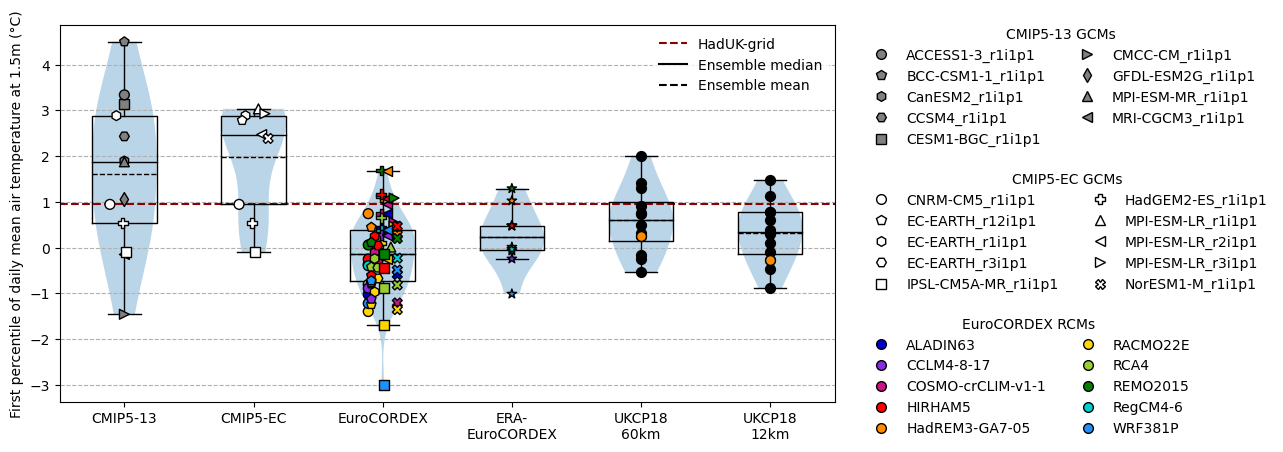 First percentile of daily mean air temperature at 1.5m (°C)
4
3
2
1
0
−1
−2
−3
HadUK-grid
Ensemble median
Ensemble mean
CMIP5-13
CMIP5-EC
EuroCORDEX
ERA-
EuroCORDEX
UKCP18
60km
UKCP18
12km
CMIP5-13 GCMs
ACCESS1-3_r1i1p1
BCC-CSM1-1_r1i1p1
CanESM2_r1i1p1
CCSM4_r1i1p1
CESM1-BGC_r1i1p1
CMCC-CM_r1i1p1
GFDL-ESM2G_r1i1p1
MPI-ESM-MR_r1i1p1
MRI-CGCM3_r1i1p1
CMIP5-EC GCMs
CNRM-CM5_r1i1p1
EC-EARTH_r12i1p1
EC-EARTH_r1i1p1
EC-EARTH_r3i1p1
IPSL-CM5A-MR_r1i1p1
HadGEM2-ES_r1i1p1
MPI-ESM-LR_r1i1p1
MPI-ESM-LR_r2i1p1
MPI-ESM-LR_r3i1p1
NorESM1-M_r1i1p1
EuroCORDEX RCMs
ALADIN63
CCLM4-8-17
COSMO-crCLIM-v1-1
HIRHAM5
HadREM3-GA7-05
RACMO22E
RCA4
REMO2015
RegCM4-6
WRF381P